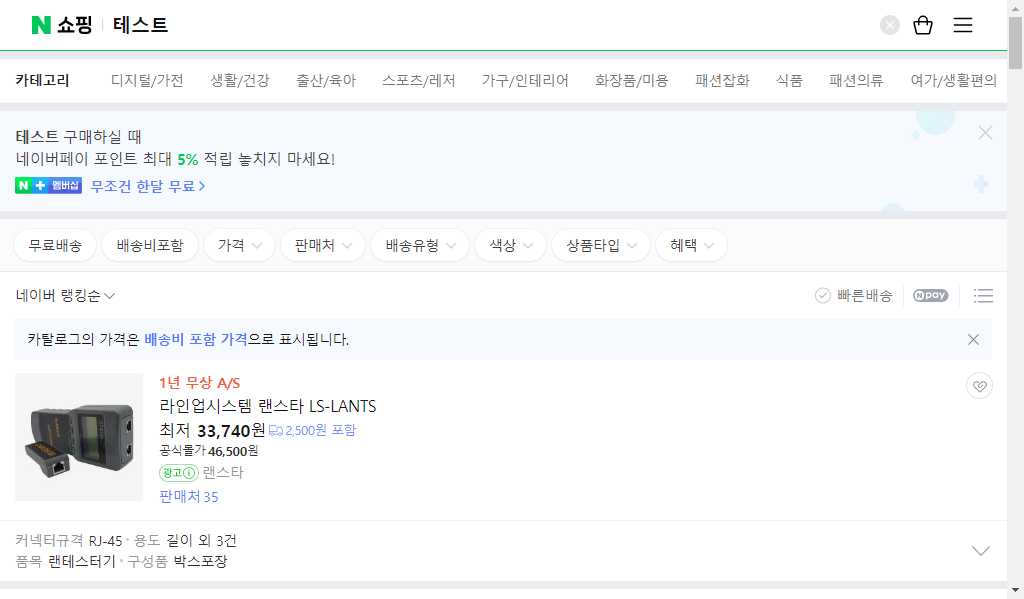 N 쇼핑 테스트
카테고리 디지털/가전 생활/건강 출산/육아 스포츠/레저 가구/인테리어 화장품/미용 패션잡화 식품 패션의류 여가/생활편의
테스트 구매하실 때
네이버페이 포인트 최대 5% 적립 놓치지 마세요!
N + 멤버십 무조건 한달 무료
무료배송 배송비포함 가격 판매처 배송유형 색상 상품타입 혜택
네이버 랭킹순 빠른배송 N pay
카탈로그의 가격은 배송비 포함 가격으로 표시됩니다.
1년 무상 A/S
라인업시스템 랜스타 LS-LANTS
최저 33,740원 2,500원 포함
공식몰가 46,500원
광고 랜스타
판매처 35
커넥터규격 RJ-45 · 용도 길이 외 3건
품목 랜테스터기 · 구성품 박스포장